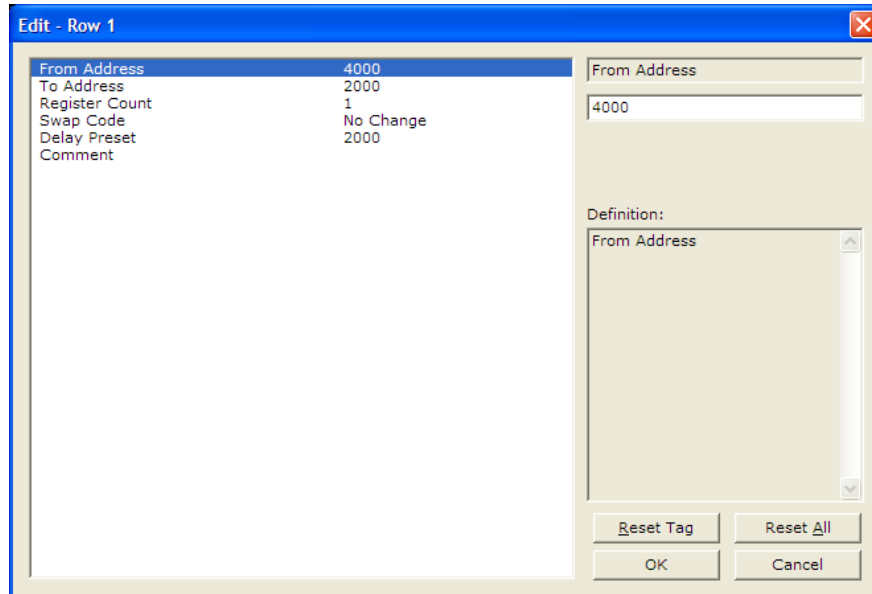 Edit - Row 1
From Address 4000
To Address 2000
Register Count 1
Swap Code No Change
Delay Preset 2000
Comment
From Address
4000
Definition:
From Address
Reset Tag Reset All
OK Cancel